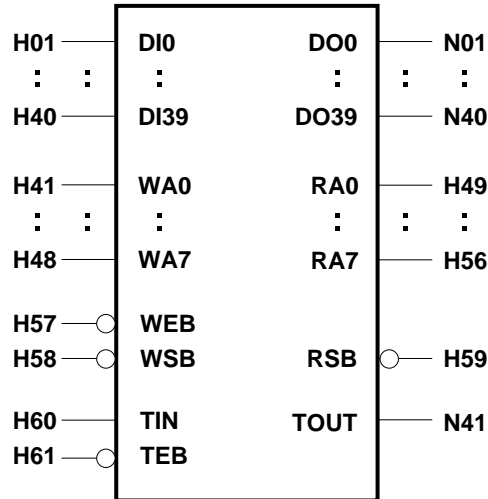 H01 DI0 DO0 N01
: : : : : :
H40 DI39 DO39 N40
H41 WA0 RA0 H49
: : : : : :
H48 WA7 RA7 H56
H57 WEB
H58 WSB RSB H59
H60 TIN TOUT N41
H61 TEB